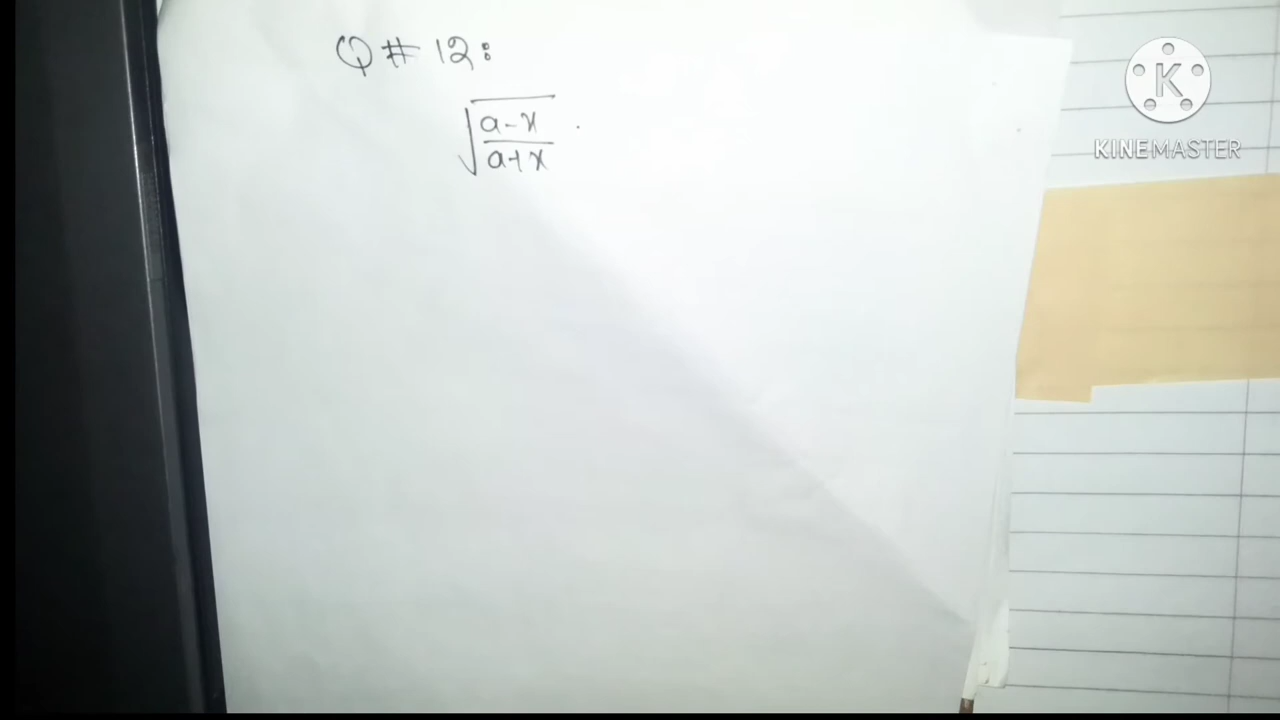 Q # 12:
√(a-x / a+x)
K
KINEMASTER